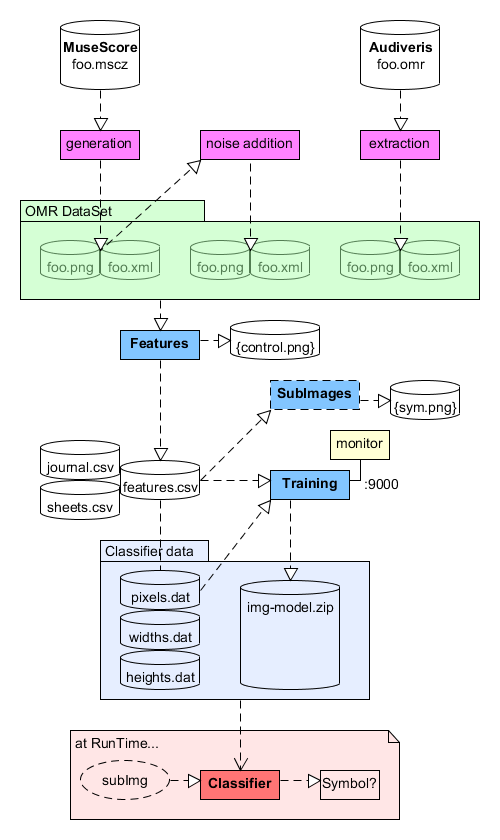 MuseScore
foo.mscz
Audiveris
foo.omr
generation
noise addition
extraction
OMR DataSet
foo.png
foo.xml
foo.png
foo.xml
foo.png
foo.xml
Features
{control.png}
SubImages
{sym.png}
monitor
journal.csv
features.csv
Training
:9000
sheets.csv
Classifier data
pixels.dat
img-model.zip
widths.dat
heights.dat
at RunTime...
subImg
Classifier
Symbol?